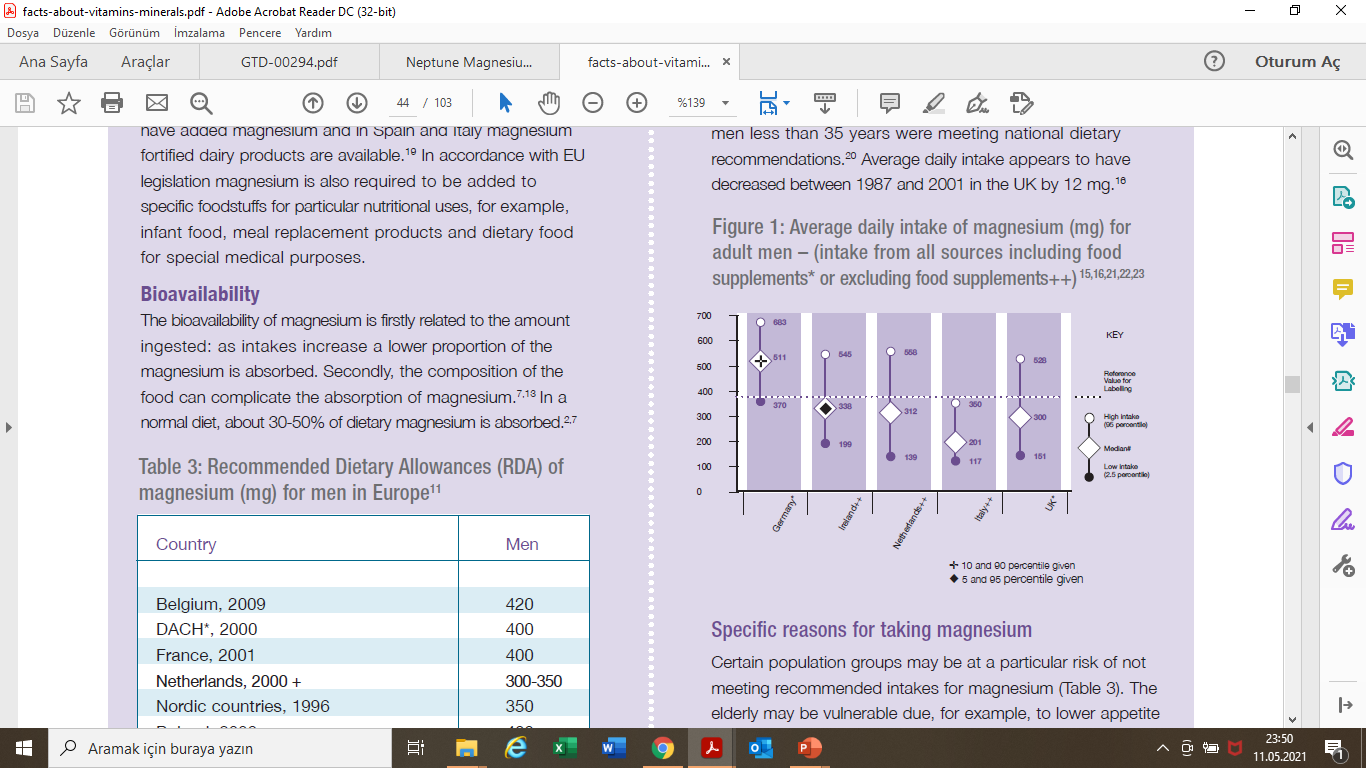 facts-about-vitamins-minerals.pdf - Adobe Acrobat Reader DC (32-bit)
Dosya Düzenle Görünüm İmzalama Pencere Yardım
Ana Sayfa Araçlar GTD-00294.pdf Neptune Magnesiu... facts-about-vitami... × Oturum Aç
44 / 103 %139
have added magnesium and in Spain and Italy magnesium
fortified dairy products are available.19 In accordance with EU
legislation magnesium is also required to be added to
specific foodstuffs for particular nutritional uses, for example,
infant food, meal replacement products and dietary food
for special medical purposes.
Bioavailability
The bioavailability of magnesium is firstly related to the amount
ingested: as intakes increase a lower proportion of the
magnesium is absorbed. Secondly, the composition of the
food can complicate the absorption of magnesium.7,13 In a
normal diet, about 30-50% of dietary magnesium is absorbed.2,7
Table 3: Recommended Dietary Allowances (RDA) of
magnesium (mg) for men in Europe11
Country Men
Belgium, 2009 420
DACH*, 2000 400
France, 2001 400
Netherlands, 2000 + 300-350
Nordic countries, 1996 350
men less than 35 years were meeting national dietary
recommendations.20 Average daily intake appears to have
decreased between 1987 and 2001 in the UK by 12 mg.16
Figure 1: Average daily intake of magnesium (mg) for
adult men – (intake from all sources including food
supplements* or excluding food supplements++)15,16,21,22,23
700
600
500
400
300
200
100
0
683
511
370
545
338
199
558
312
139
350
201
117
528
300
151
Germany*
Ireland++
Netherlands++
Italy++
UK*
KEY
Reference
Value for
Labelling
High intake
(95 percentile)
Median#
Low intake
(2.5 percentile)
✛ 10 and 90 percentile given
◆ 5 and 95 percentile given
Specific reasons for taking magnesium
Certain population groups may be at a particular risk of not
meeting recommended intakes for magnesium (Table 3). The
elderly may be vulnerable due, for example, to lower appetite
Aramak için buraya yazın
23:50
11.05.2021
1